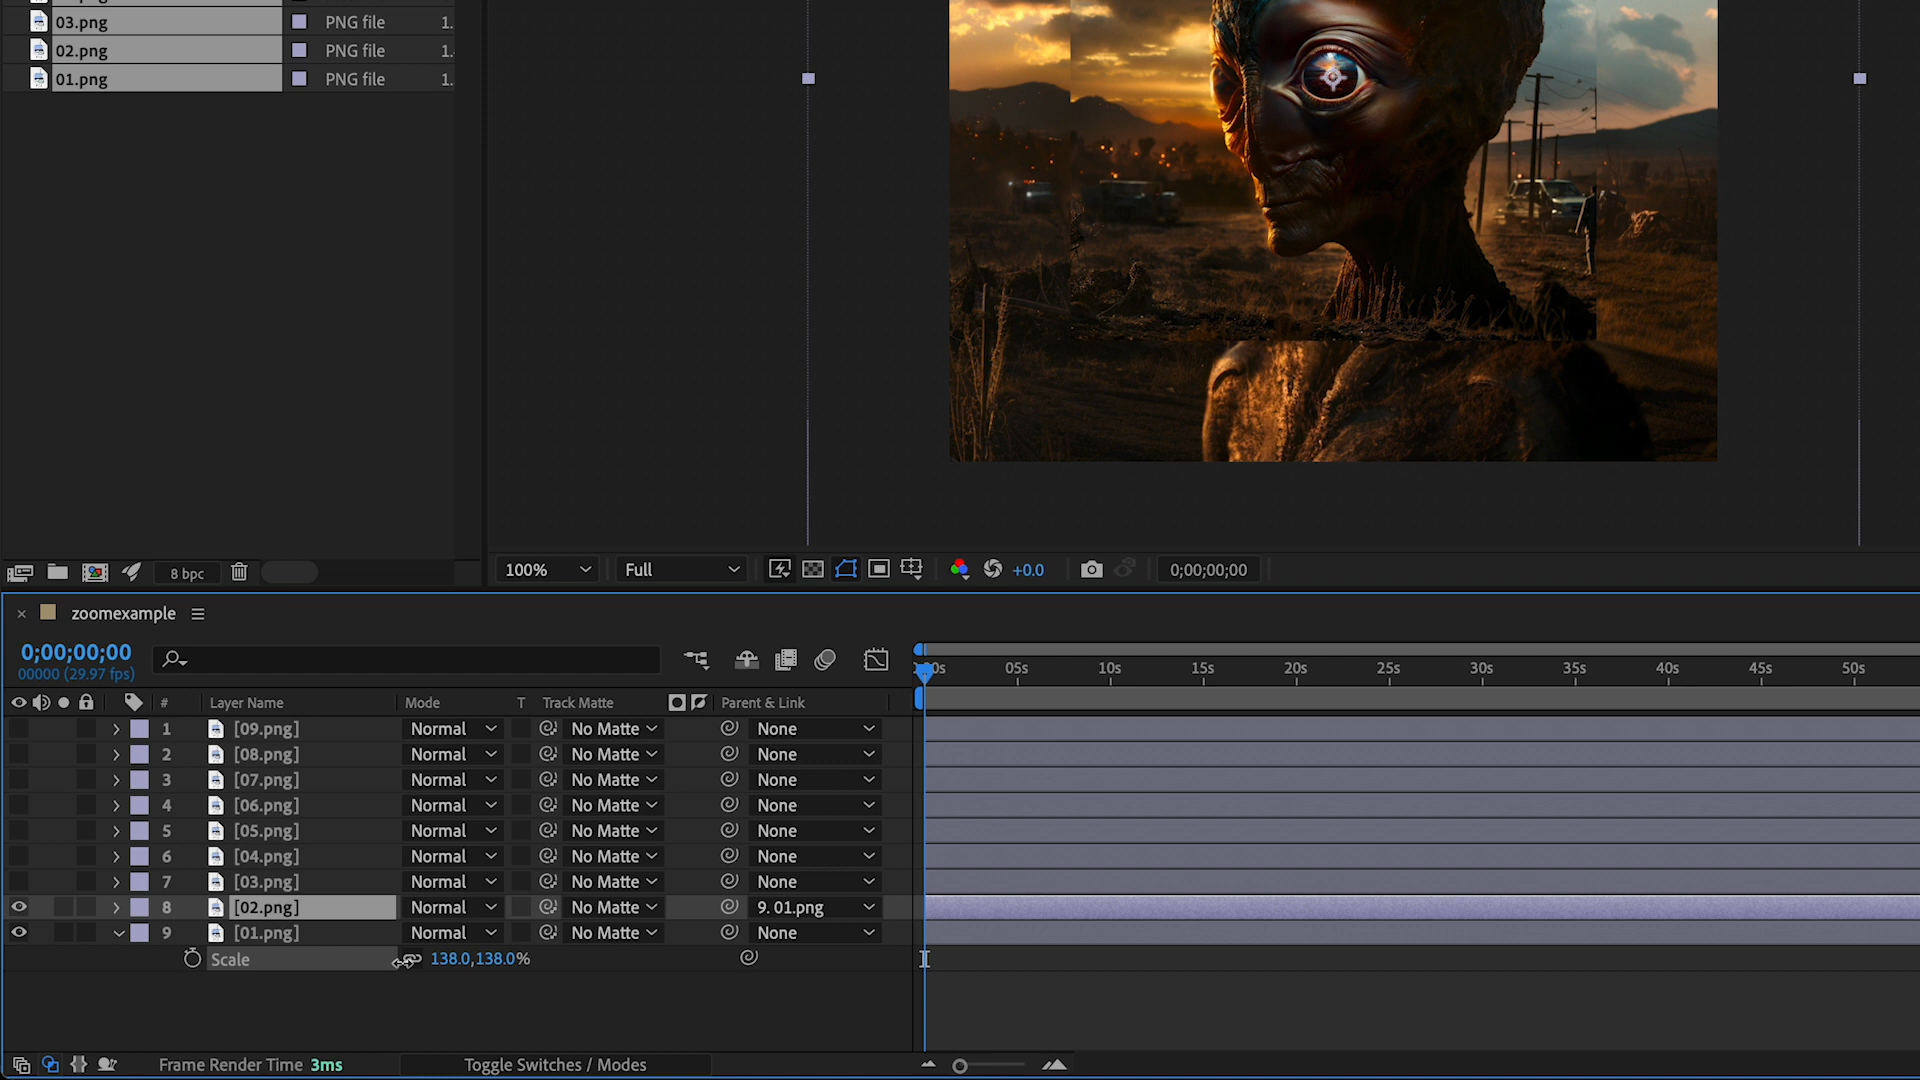 03.png PNG file 1.
02.png PNG file 1.
01.png PNG file 1.
8 bpc
100% Full +0.0 0;00;00;00
zoomexample
0;00;00;00
00000 (29.97 fps)
00s 05s 10s 15s 20s 25s 30s 35s 40s 45s 50s
# Layer Name Mode T Track Matte Parent & Link
1 [09.png] Normal No Matte None
2 [08.png] Normal No Matte None
3 [07.png] Normal No Matte None
4 [06.png] Normal No Matte None
5 [05.png] Normal No Matte None
6 [04.png] Normal No Matte None
7 [03.png] Normal No Matte None
8 [02.png] Normal No Matte 9. 01.png
9 [01.png] Normal No Matte None
Scale 138.0,138.0%
Frame Render Time 3ms Toggle Switches / Modes